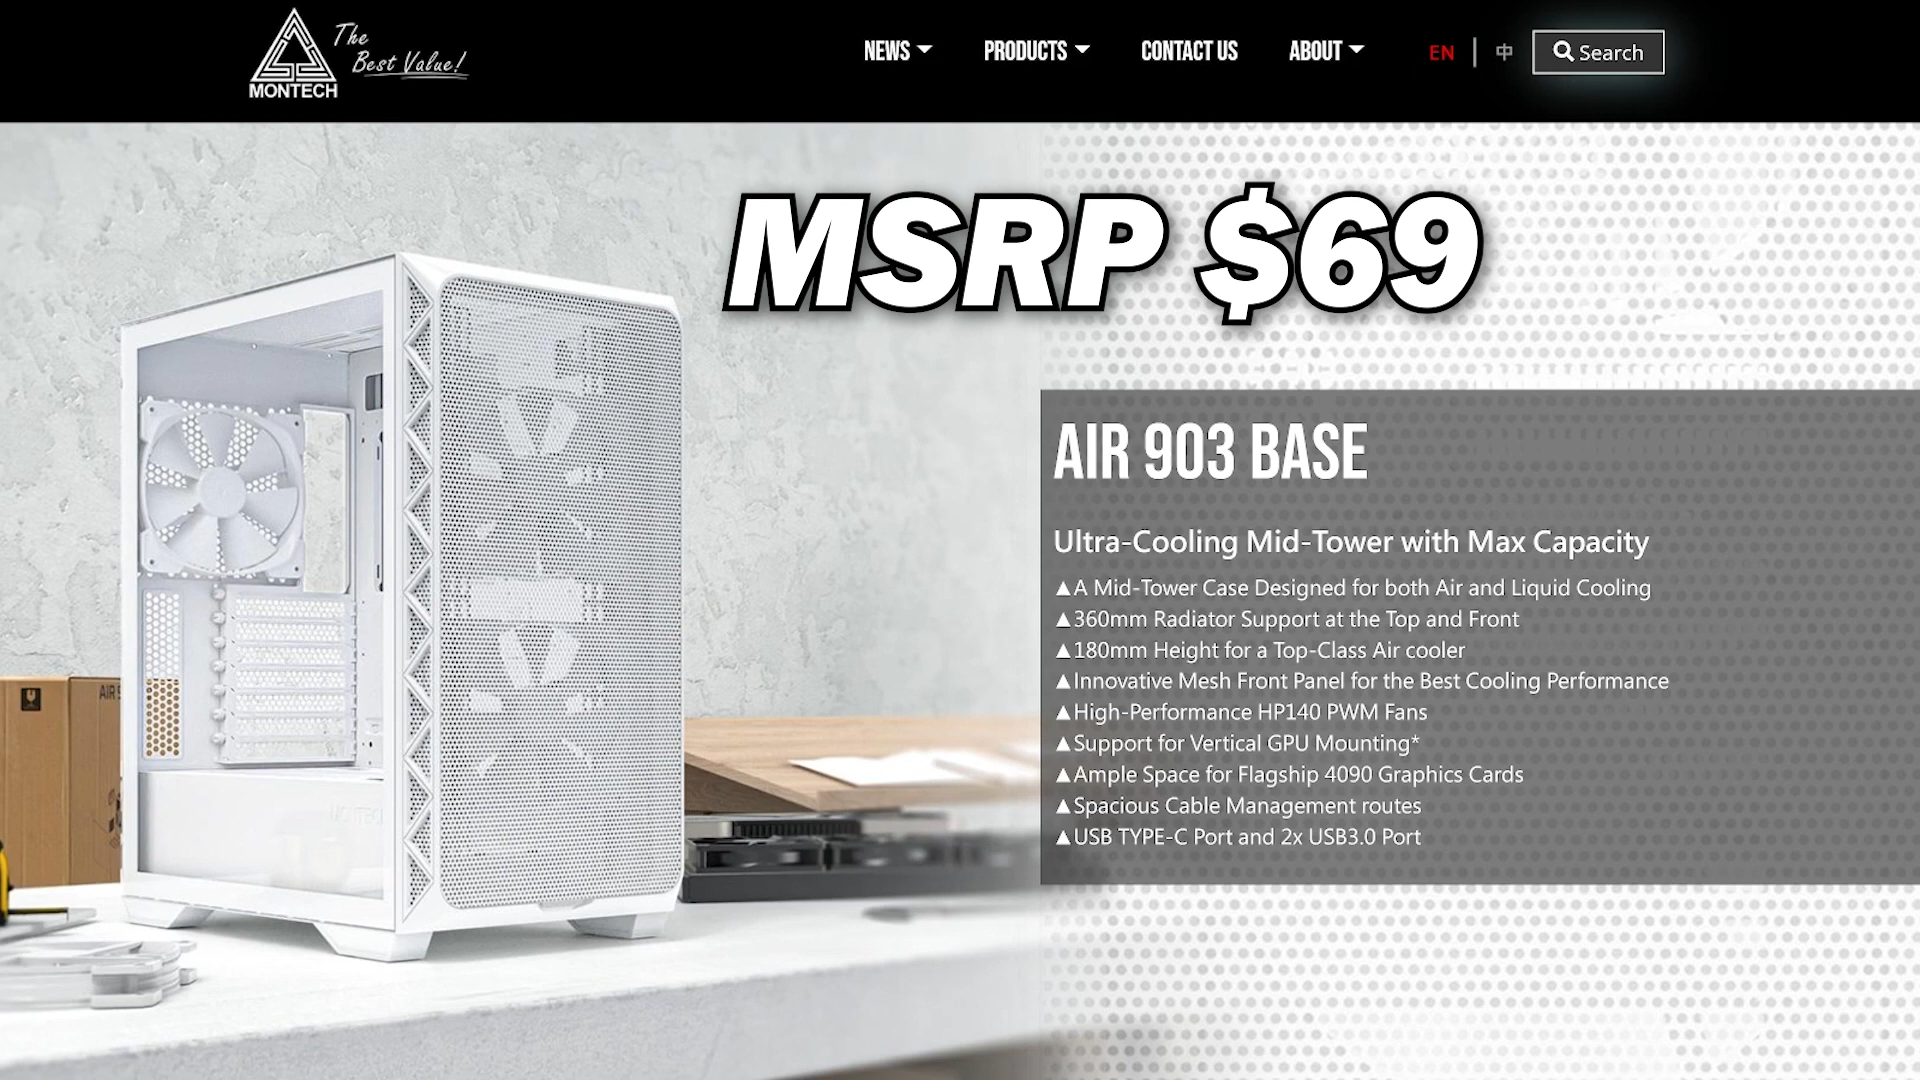 The
Best Value!
MONTECH
NEWS
PRODUCTS
CONTACT US
ABOUT
EN
中
Search
MSRP $69
AIR 903 BASE
Ultra-Cooling Mid-Tower with Max Capacity
▲A Mid-Tower Case Designed for both Air and Liquid Cooling
▲360mm Radiator Support at the Top and Front
▲180mm Height for a Top-Class Air cooler
▲Innovative Mesh Front Panel for the Best Cooling Performance
▲High-Performance HP140 PWM Fans
▲Support for Vertical GPU Mounting*
▲Ample Space for Flagship 4090 Graphics Cards
▲Spacious Cable Management routes
▲USB TYPE-C Port and 2x USB3.0 Port
AIR
MONTECH